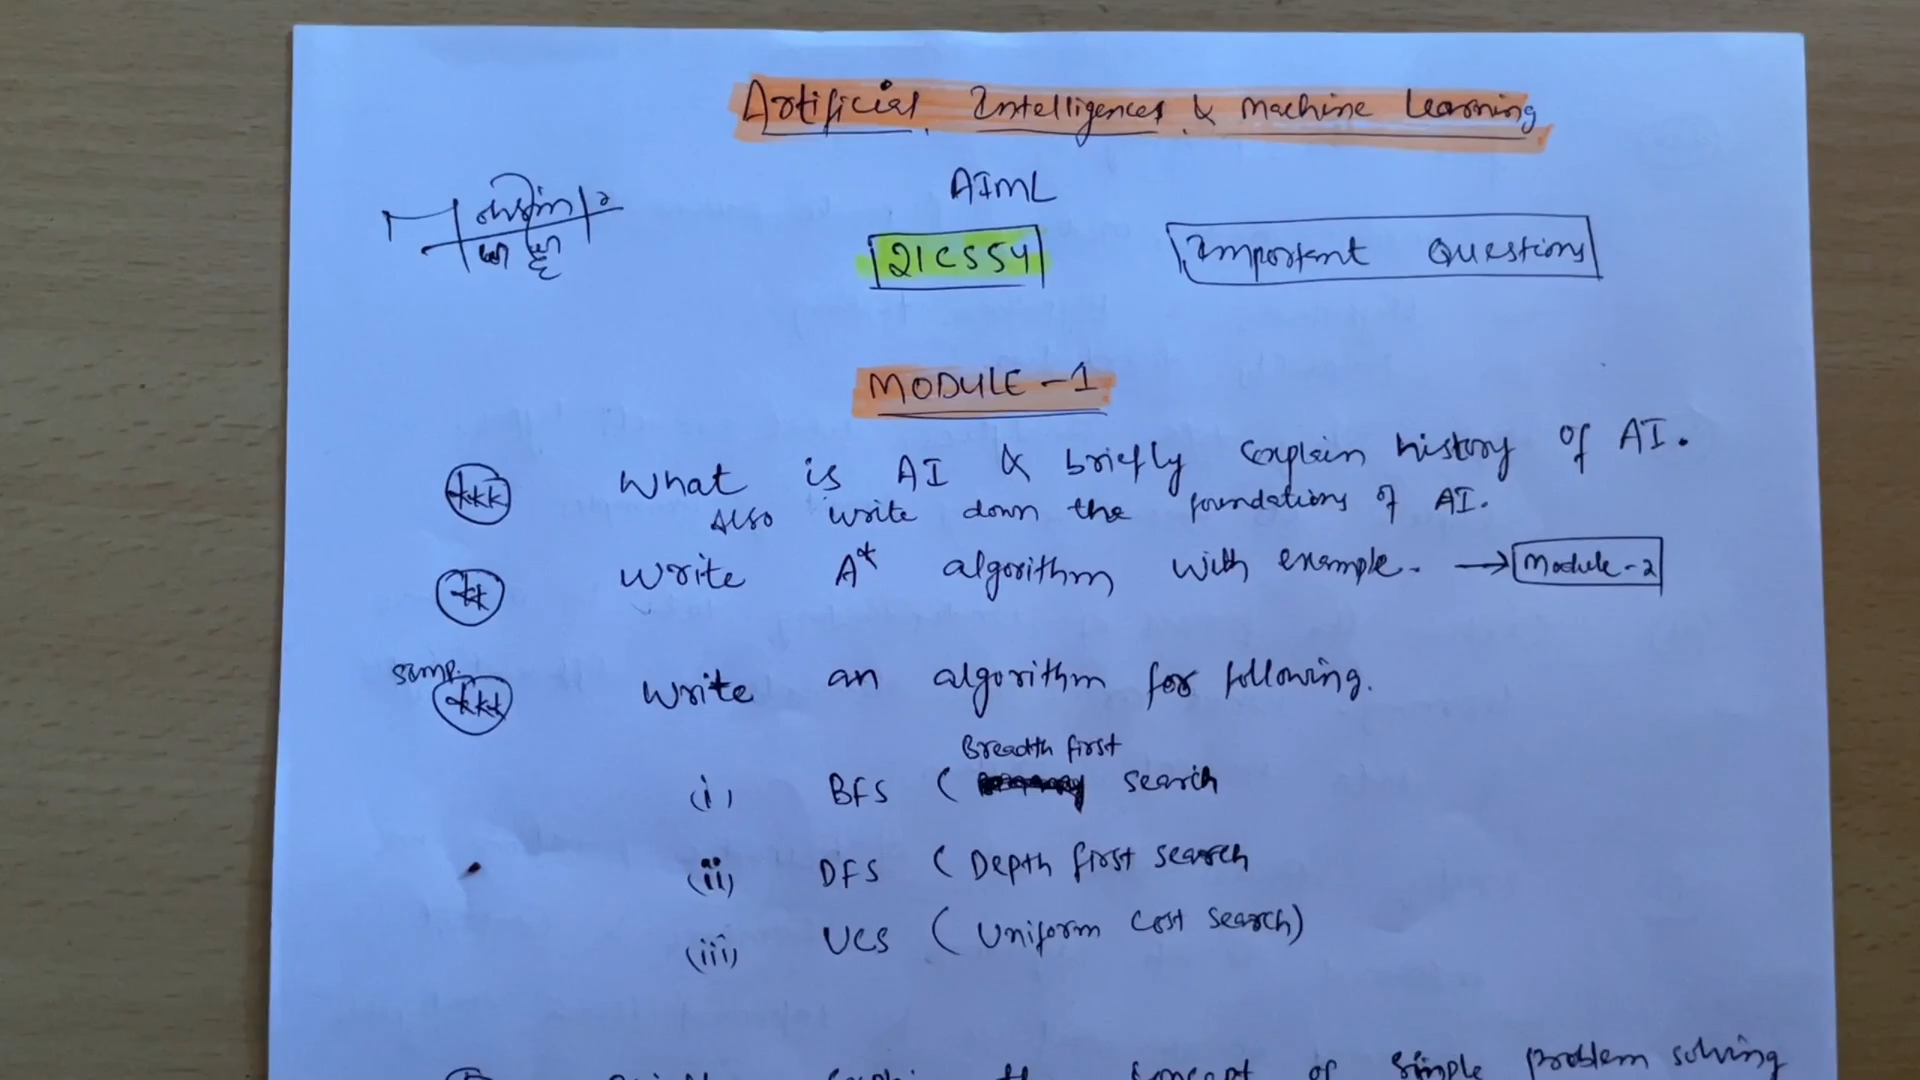 Artificial Intelligences & Machine Learning
AIML
21CS54
Important Questions
MODULE-1
*** What is AI & briefly explain history of AI.
Also write down the foundations of AI.
** Write A* algorithm with example. → Module-2
*** Write an algorithm for following.
(i) BFS ( Breadth first search
(ii) DFS ( Depth first search
(iii) UCS ( Uniform cost search)
the concept of simple problem solving